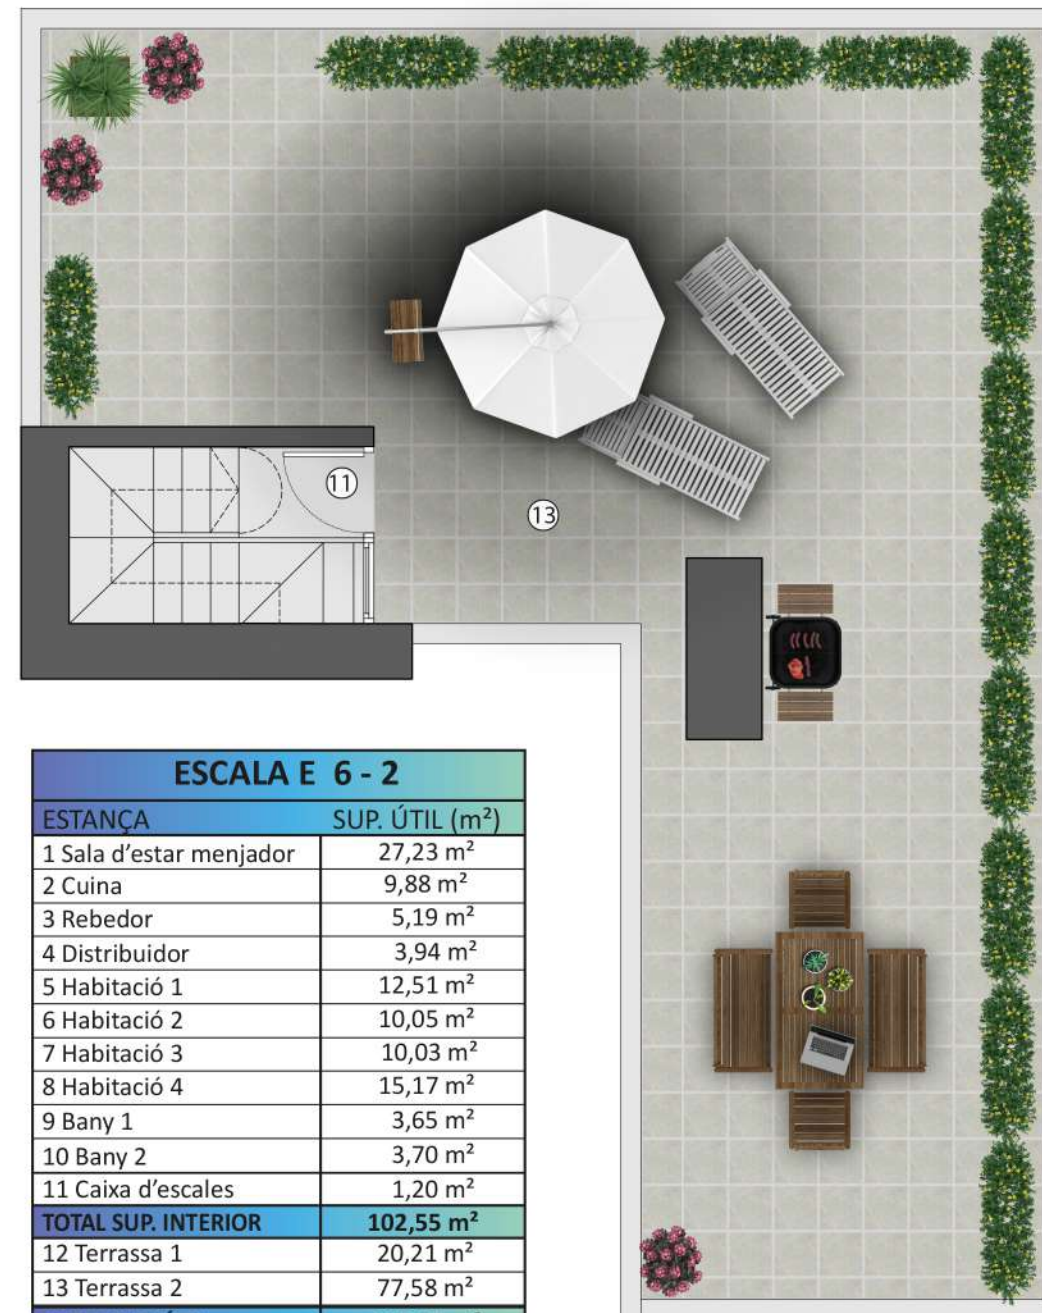 11
13
ESCALA E 6 - 2
ESTANÇA SUP. ÚTIL (m²)
1 Sala d'estar menjador 27,23 m²
2 Cuina 9,88 m²
3 Rebedor 5,19 m²
4 Distribuidor 3,94 m²
5 Habitació 1 12,51 m²
6 Habitació 2 10,05 m²
7 Habitació 3 10,03 m²
8 Habitació 4 15,17 m²
9 Bany 1 3,65 m²
10 Bany 2 3,70 m²
11 Caixa d'escales 1,20 m²
TOTAL SUP. INTERIOR 102,55 m²
12 Terrassa 1 20,21 m²
13 Terrassa 2 77,58 m²